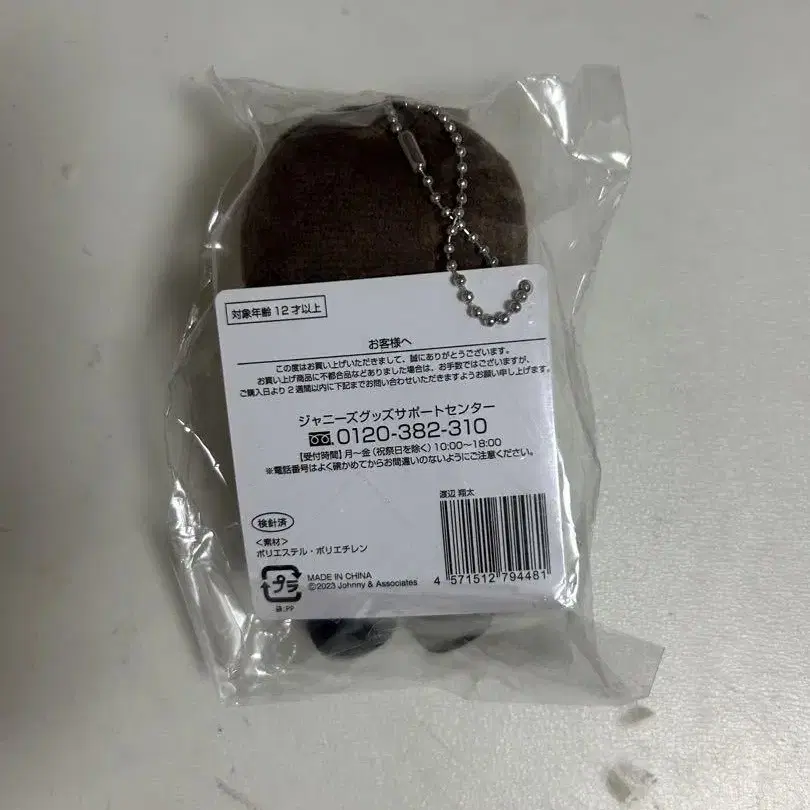 対象年齢12才以上
お客様へ
この度はお買い上げいただきまして、誠にありがとうございます。
お買い上げ商品に不都合品などありました場合は、お手数ではございますが、
ご購入日より2週間以内に下記までお問い合わせいただきますようお願い申し上げます。
ジャニーズグッズサポートセンター
0120-382-310
【受付時間】月〜金(祝祭日を除く)10:00〜18:00
※電話番号はよく確かめてからお間違いのないようにご注意ください。
渡辺 翔太
検針済
<素材>
ポリエステル・ポリエチレン
プラ
MADE IN CHINA
©2023 Johnny & Associates
袋:PP
4 571512 794481